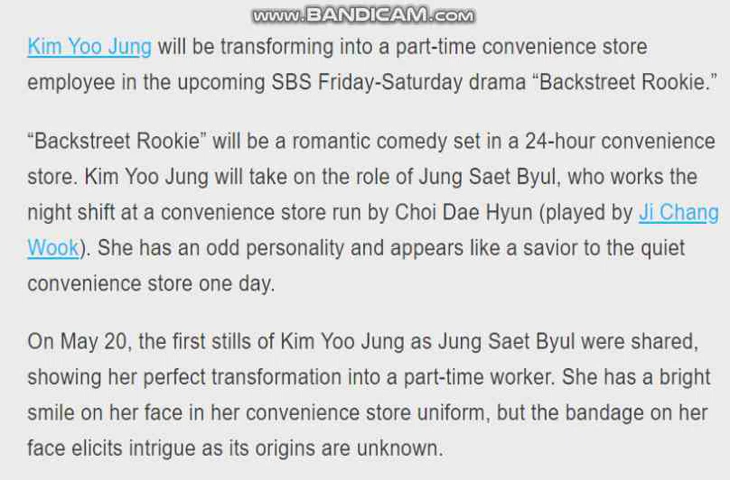 www.BANDICAM.com
Kim Yoo Jung will be transforming into a part-time convenience store
employee in the upcoming SBS Friday-Saturday drama “Backstreet Rookie.”
“Backstreet Rookie” will be a romantic comedy set in a 24-hour convenience
store. Kim Yoo Jung will take on the role of Jung Saet Byul, who works the
night shift at a convenience store run by Choi Dae Hyun (played by Ji Chang
Wook). She has an odd personality and appears like a savior to the quiet
convenience store one day.
On May 20, the first stills of Kim Yoo Jung as Jung Saet Byul were shared,
showing her perfect transformation into a part-time worker. She has a bright
smile on her face in her convenience store uniform, but the bandage on her
face elicits intrigue as its origins are unknown.